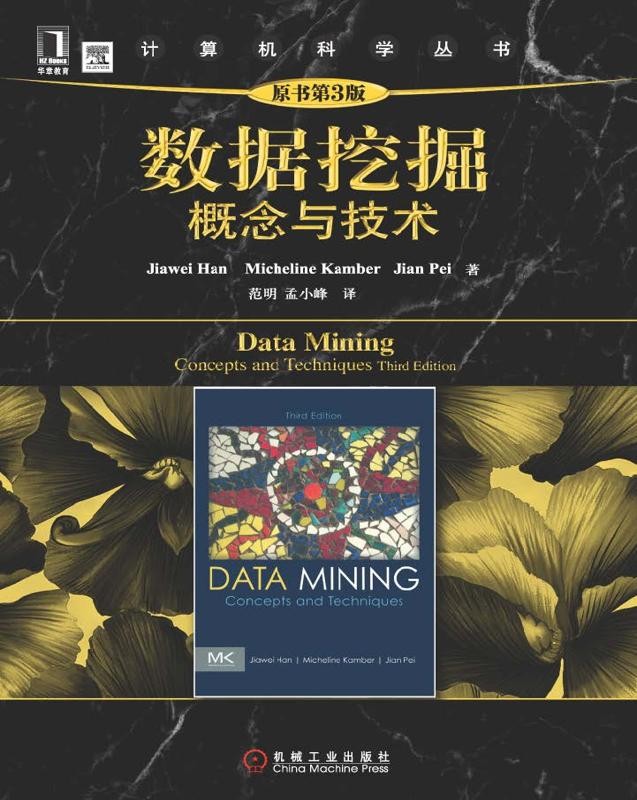 HZ Books
华章教育
计算机科学丛书
原书第3版
数据挖掘
概念与技术
Jiawei Han Micheline Kamber Jian Pei 著
范明 孟小峰 译
Data Mining
Concepts and Techniques Third Edition
Third Edition
DATA MINING
Concepts and Techniques
MK
Jiawei Han | Micheline Kamber | Jian Pei
机械工业出版社
China Machine Press